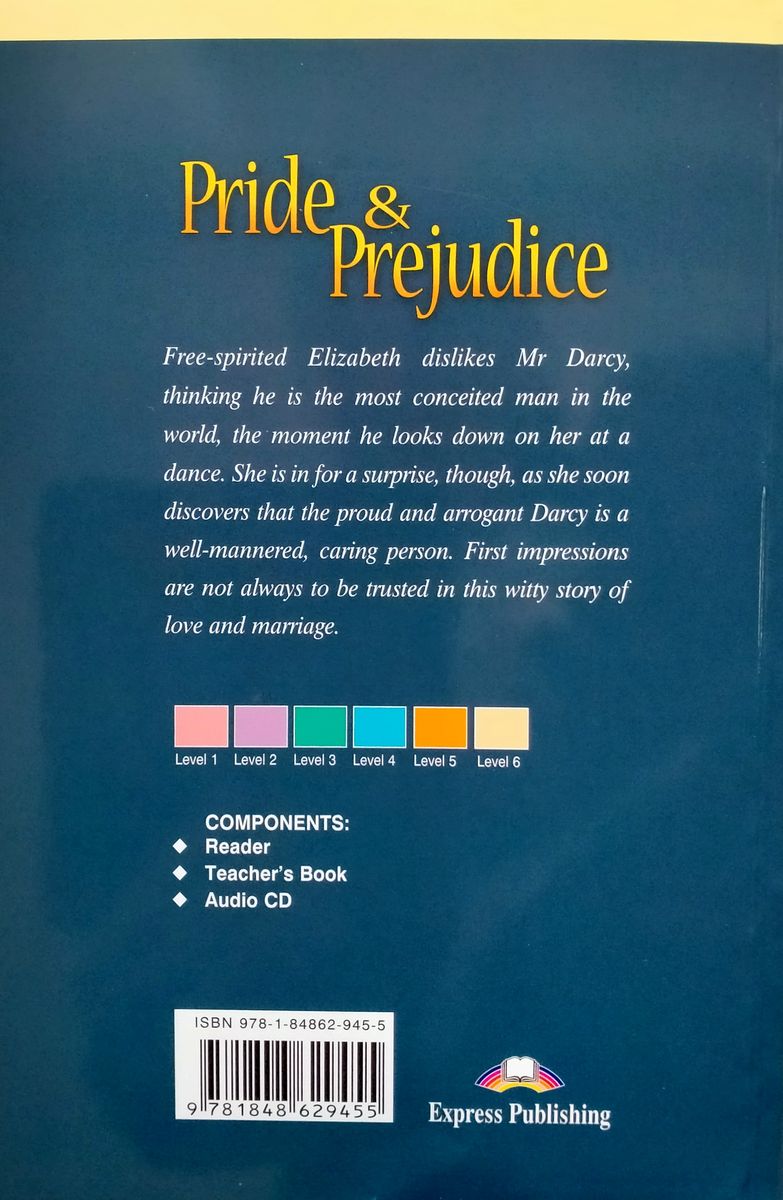 Pride &
Prejudice
Free-spirited Elizabeth dislikes Mr Darcy,
thinking he is the most conceited man in the
world, the moment he looks down on her at a
dance. She is in for a surprise, though, as she soon
discovers that the proud and arrogant Darcy is a
well-mannered, caring person. First impressions
are not always to be trusted in this witty story of
love and marriage.
Level 1 Level 2 Level 3 Level 4 Level 5 Level 6
COMPONENTS:
◆ Reader
◆ Teacher's Book
◆ Audio CD
ISBN 978-1-84862-945-5
9 781848 629455
Express Publishing